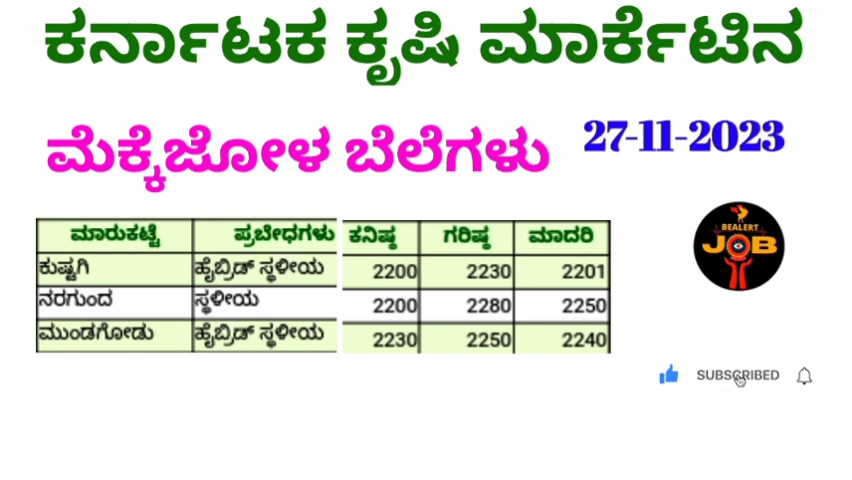 ಕರ್ನಾಟಕ ಕೃಷಿ ಮಾರ್ಕೆಟಿನ
ಮೆಕ್ಕೆಜೋಳ ಬೆಲೆಗಳು 27-11-2023
ಮಾರುಕಟ್ಟೆ ಪ್ರಬೇಧಗಳು ಕನಿಷ್ಠ ಗರಿಷ್ಠ ಮಾದರಿ
ಕುಷ್ಟಗಿ ಹೈಬ್ರಿಡ್ ಸ್ಥಳೀಯ 2200 2230 2201
ನರಗುಂದ ಸ್ಥಳೀಯ 2200 2280 2250
ಮುಂಡಗೋಡು ಹೈಬ್ರಿಡ್ ಸ್ಥಳೀಯ 2230 2250 2240
BEALERT
JOB
SUBSCRIBED